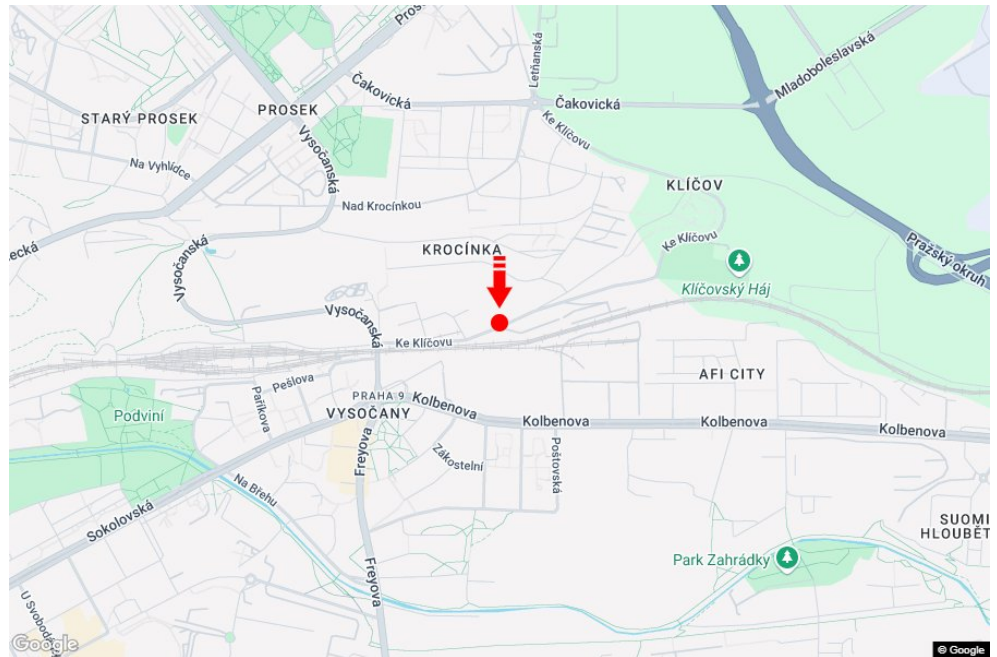 Pros
Letňanská
Mladoboleslavská
Čakovická
Čakovická
STARÝ PROSEK
PROSEK
Vysočanská
Ke Klíčovu
Na Vyhlídce
KLÍČOV
Nad Krocínkou
ecká
Vysočanská
KROCÍNKA
Ke Klíčovu
Pražský okruh
Klíčovský Háj
Vysočanská
Ke Klíčovu
Pešlova
AFI CITY
Paříkova
PRAHA 9
VYSOČANY
Kolbenova
Podviní
Kolbenova
Kolbenova
Kolbenova
Freyova
Zákostelní
Poštovská
Na Břehu
Sokolovská
SUOMI
HLOUBĚT
Park Zahrádky
Freyova
U Svobod
Google
© Google